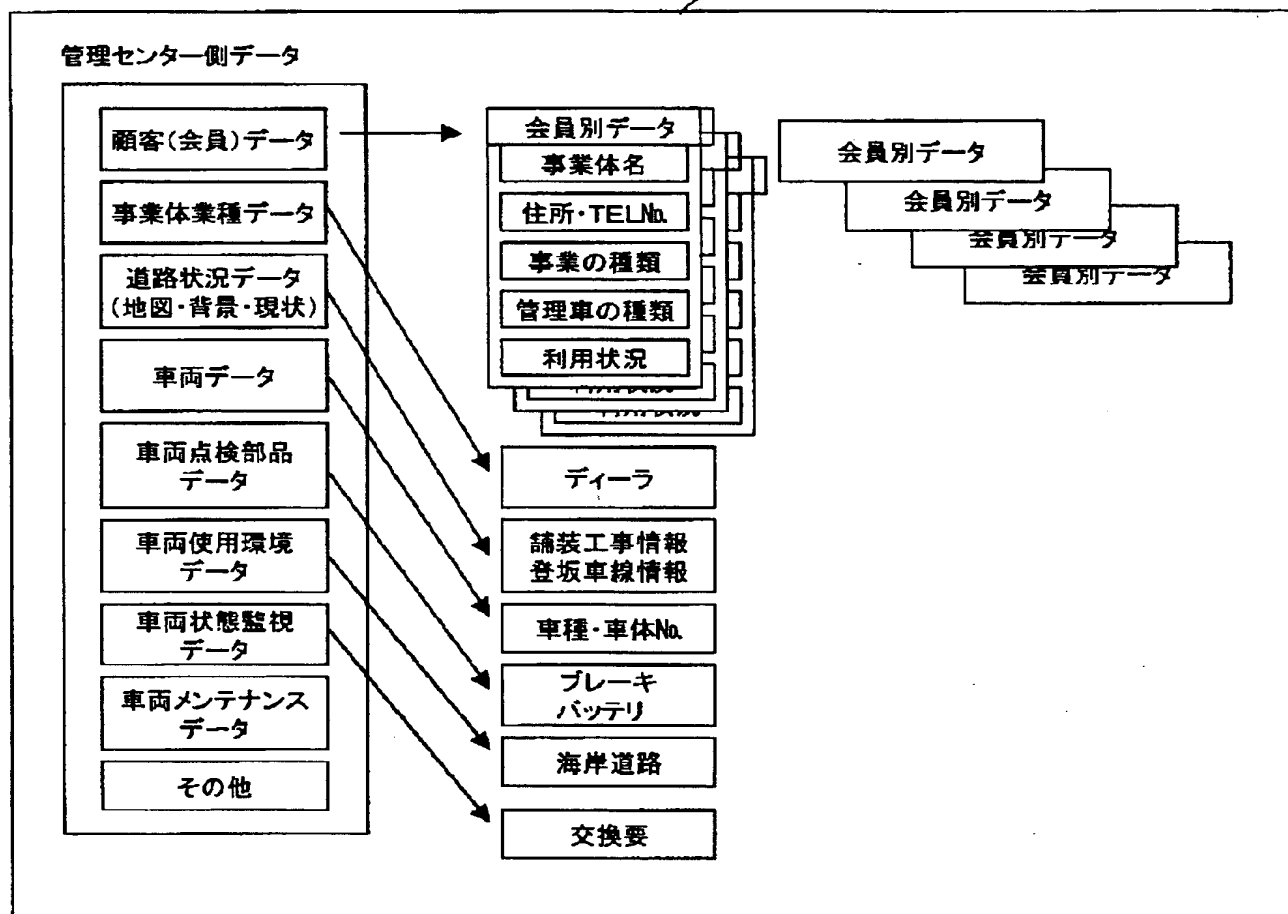 管理センター側データ
顧客(会員)データ
事業体業種データ
道路状況データ
(地図・背景・現状)
車両データ
車両点検部品
データ
車両使用環境
データ
車両状態監視
データ
車両メンテナンス
データ
その他
会員別データ
事業体名
住所・TEL№
事業の種類
管理車の種類
利用状況
利用状況
利用状況
ディーラ
舗装工事情報
登坂車線情報
車種・車体№
ブレーキ
バッテリ
海岸道路
交換要
会員別データ
会員別データ
会員別データ
会員別データ